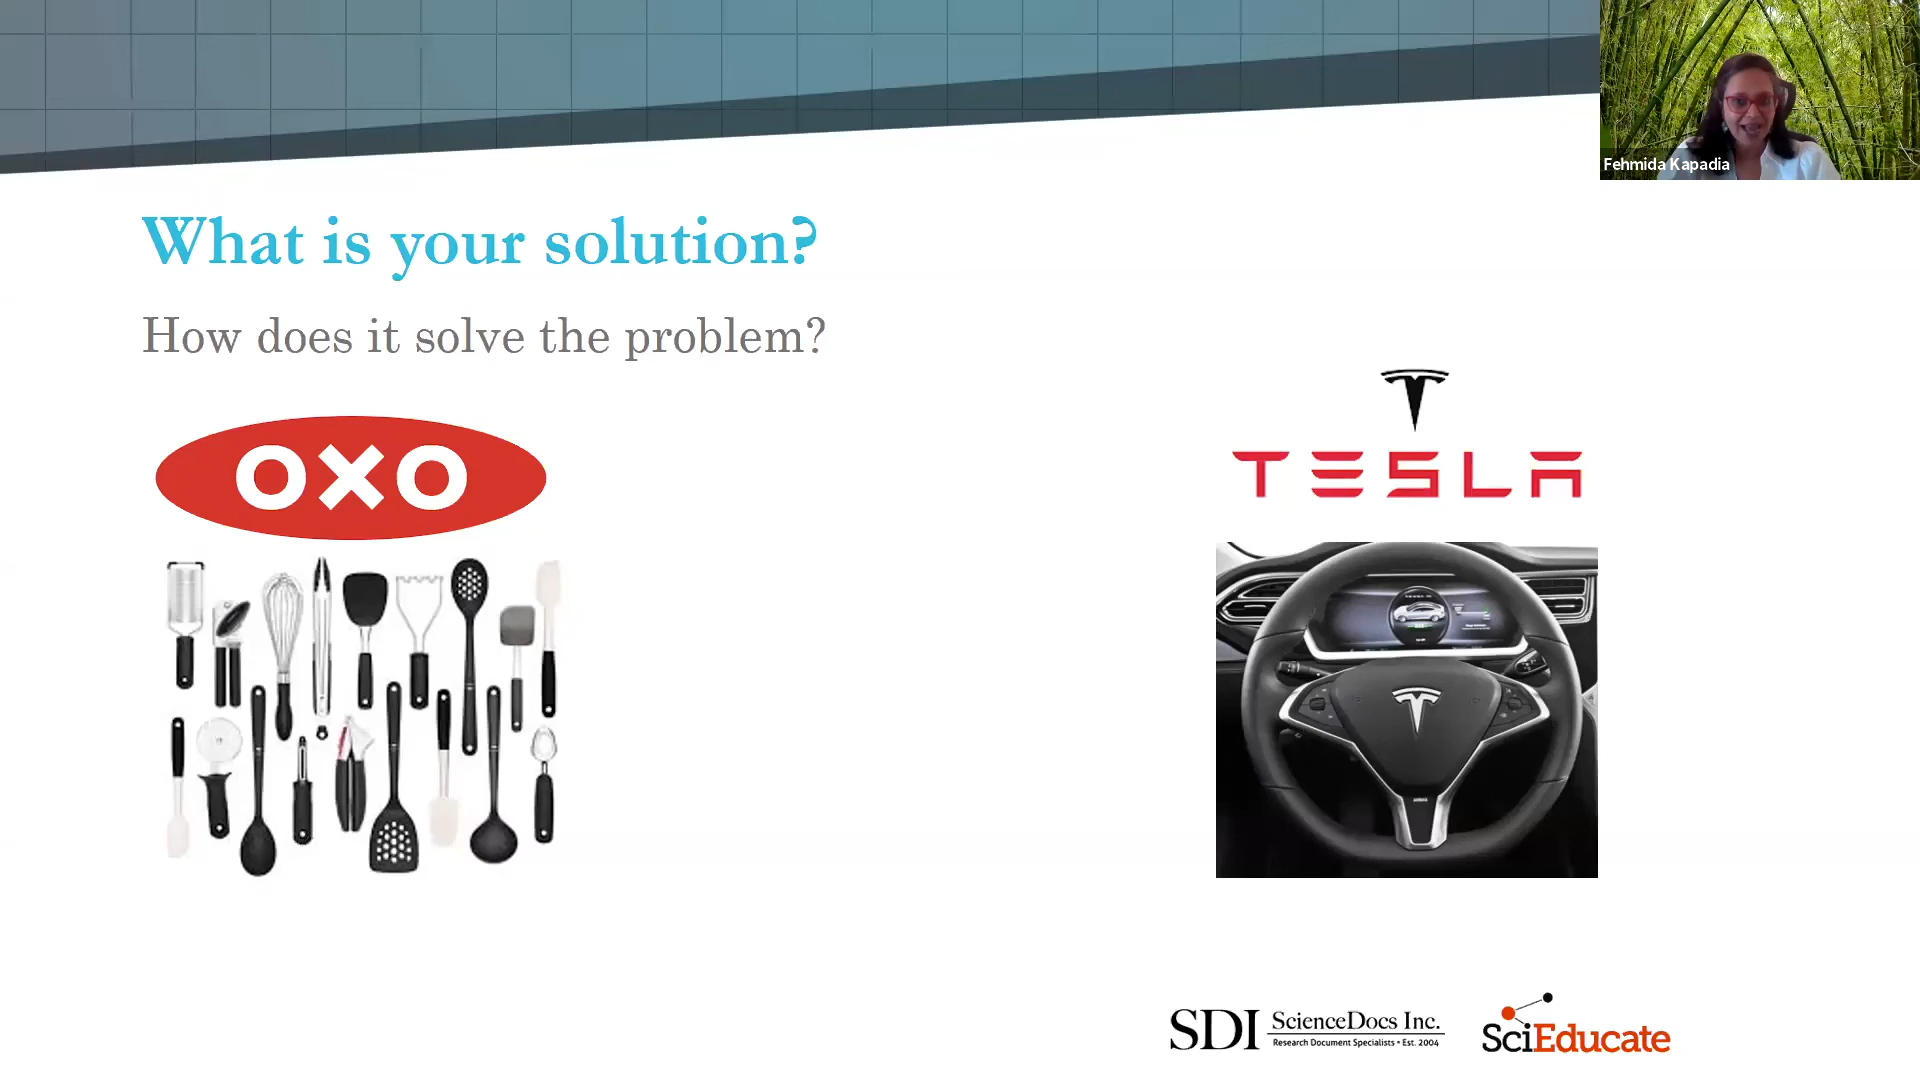 Fehmida Kapadia
What is your solution?
How does it solve the problem?
OXO
TESLA
SDI ScienceDocs Inc.
Research Document Specialists • Est. 2004
SciEducate